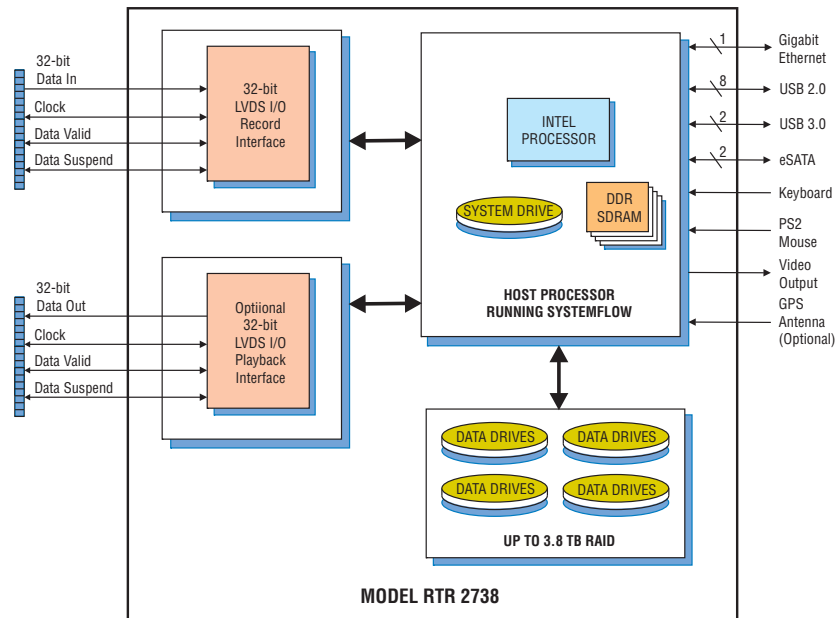 32-bit
Data In
Clock
Data Valid
Data Suspend
32-bit
LVDS I/O
Record
Interface
32-bit
Data Out
Clock
Data Valid
Data Suspend
Optiional
32-bit
LVDS I/O
Playback
Interface
INTEL
PROCESSOR
SYSTEM DRIVE
DDR
SDRAM
HOST PROCESSOR
RUNNING SYSTEMFLOW
1
Gigabit
Ethernet
8
USB 2.0
2
USB 3.0
2
eSATA
Keyboard
PS2
Mouse
Video
Output
GPS
Antenna
(Optional)
DATA DRIVES
DATA DRIVES
DATA DRIVES
DATA DRIVES
UP TO 3.8 TB RAID
MODEL RTR 2738